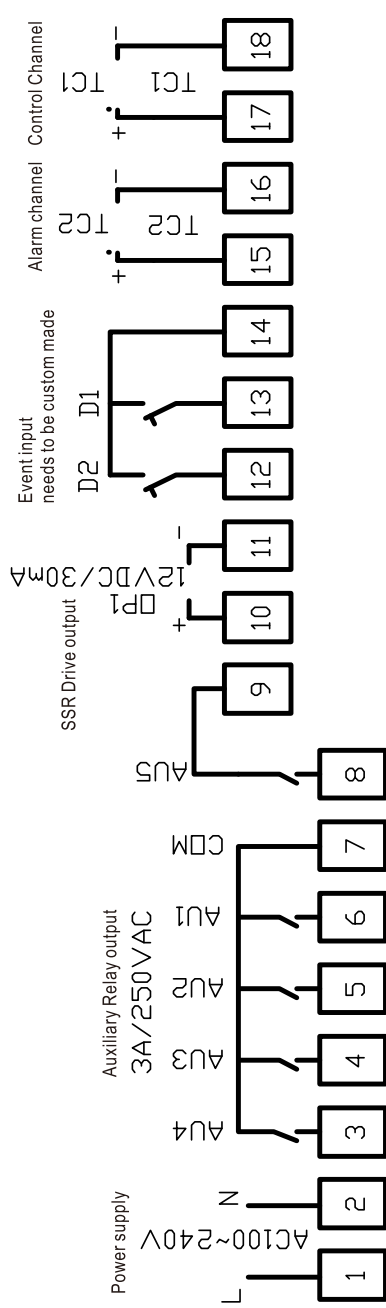 Power supply
L
N
AC100~240V
1
2
Auxiliary Relay output
3A/250VAC
AU4
AU3
AU2
AU1
COM
3
4
5
6
7
AU5
8
9
SSR Drive output
OP1
12VDC/30mA
+
-
10
11
Event input
needs to be custom made
D2
D1
12
13
14
Alarm channel
TC2
TC2
+
-
15
16
Control Channel
TC1
TC1
+
-
17
18